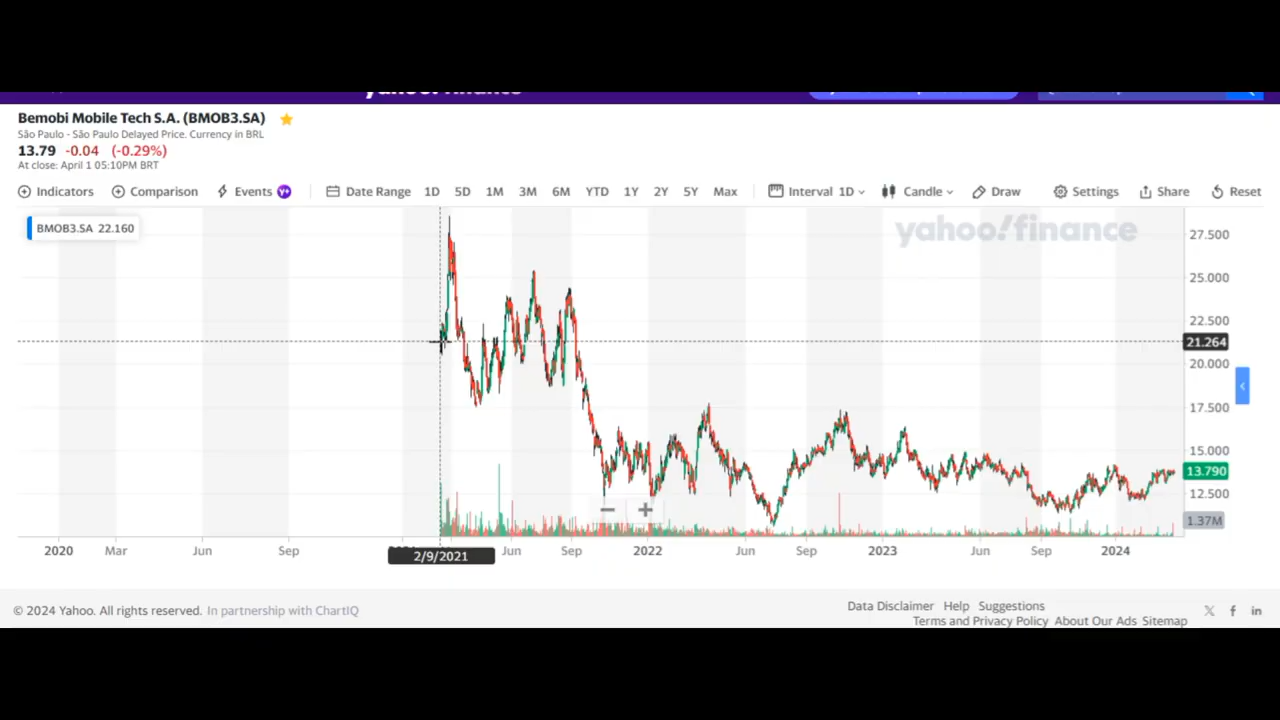 yahoo! finance
Bemobi Mobile Tech S.A. (BMOB3.SA)
São Paulo - São Paulo Delayed Price. Currency in BRL
13.79 -0.04 (-0.29%)
At close: April 1 05:10PM BRT
Indicators Comparison Events Y+ Date Range 1D 5D 1M 3M 6M YTD 1Y 2Y 5Y Max Interval 1D Candle Draw Settings Share Reset
BMOB3.SA 22.160
yahoo!finance
27.500
25.000
22.500
21.264
20.000
17.500
15.000
13.790
12.500
1.37M
2020 Mar Jun Sep 2/9/2021 Jun Sep 2022 Jun Sep 2023 Jun Sep 2024
© 2024 Yahoo. All rights reserved. In partnership with ChartIQ
Data Disclaimer Help Suggestions
Terms and Privacy Policy About Our Ads Sitemap